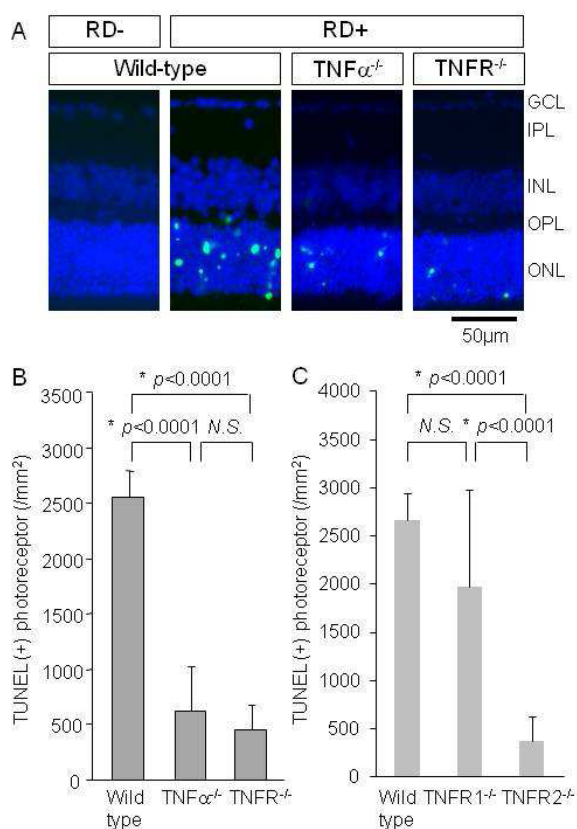 A
RD-
RD+
Wild-type
TNFα-/-
TNFR-/-
GCL
IPL
INL
OPL
ONL
50μm
B
TUNEL (+) photoreceptor (/mm²)
3500
3000
2500
2000
1500
1000
500
0
* p<0.0001
* p<0.0001
N.S.
Wild type
TNFα-/-
TNFR-/-
C
TUNEL (+) photoreceptor (/mm²)
4000
3500
3000
2500
2000
1500
1000
500
0
* p<0.0001
N.S.
* p<0.0001
Wild type
TNFR1-/-
TNFR2-/-